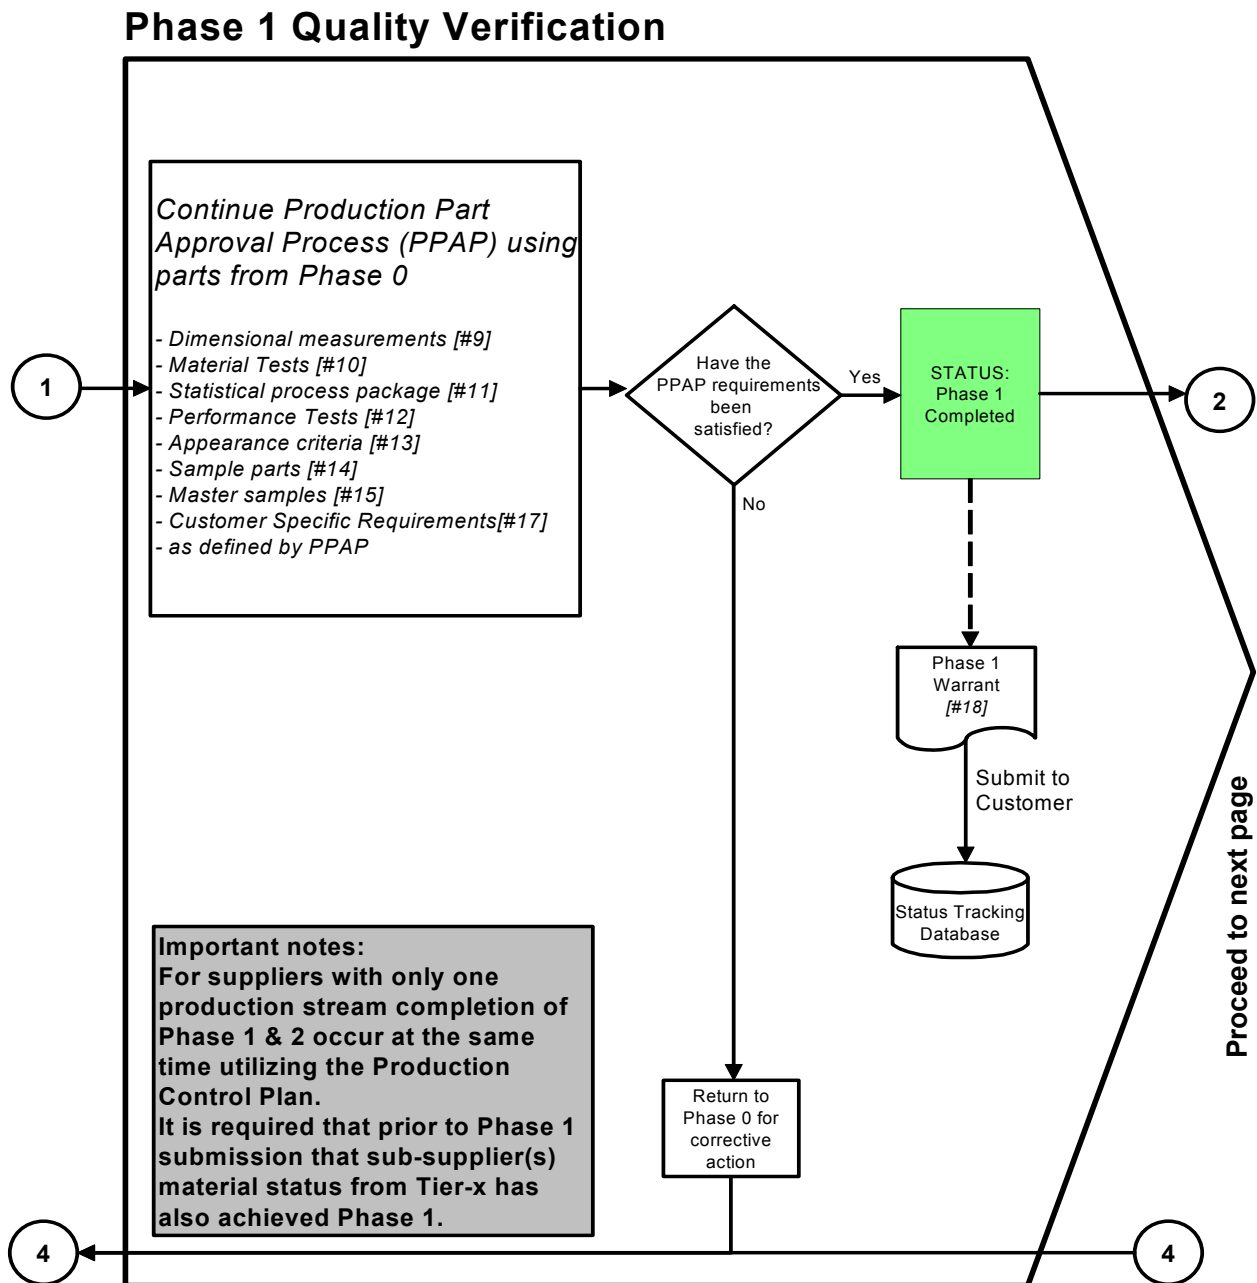 Phase 1 Quality Verification
Continue Production Part
Approval Process (PPAP) using
parts from Phase 0
- Dimensional measurements [#9]
- Material Tests [#10]
- Statistical process package [#11]
- Performance Tests [#12]
- Appearance criteria [#13]
- Sample parts [#14]
- Master samples [#15]
- Customer Specific Requirements[#17]
- as defined by PPAP
1
Have the
PPAP requirements
been
satisfied?
Yes
No
STATUS:
Phase 1
Completed
2
Phase 1
Warrant
[#18]
Submit to
Customer
Status Tracking
Database
Proceed to next page
Important notes:
For suppliers with only one
production stream completion of
Phase 1 & 2 occur at the same
time utilizing the Production
Control Plan.
It is required that prior to Phase 1
submission that sub-supplier(s)
material status from Tier-x has
also achieved Phase 1.
Return to
Phase 0 for
corrective
action
4
4